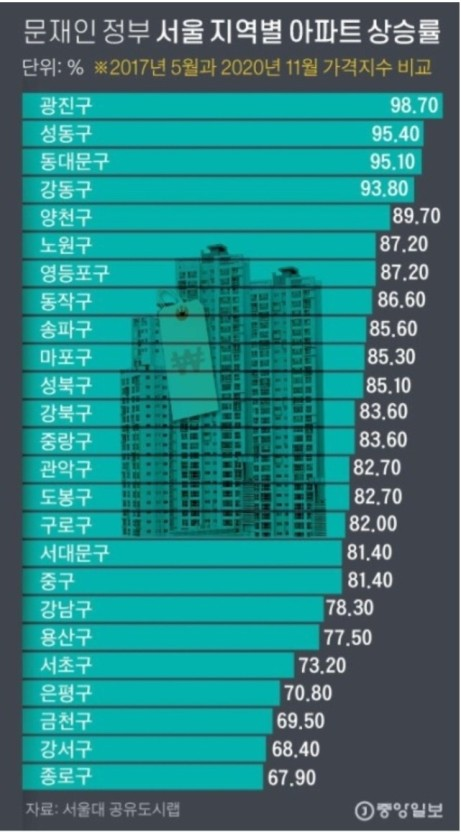 문재인 정부 서울 지역별 아파트 상승률
단위: % ※2017년 5월과 2020년 11월 가격지수 비교
광진구 98.70
성동구 95.40
동대문구 95.10
강동구 93.80
양천구 89.70
노원구 87.20
영등포구 87.20
동작구 86.60
송파구 85.60
마포구 85.30
성북구 85.10
강북구 83.60
중랑구 83.60
관악구 82.70
도봉구 82.70
구로구 82.00
서대문구 81.40
중구 81.40
강남구 78.30
용산구 77.50
서초구 73.20
은평구 70.80
금천구 69.50
강서구 68.40
종로구 67.90
₩
자료: 서울대 공유도시랩 중앙일보